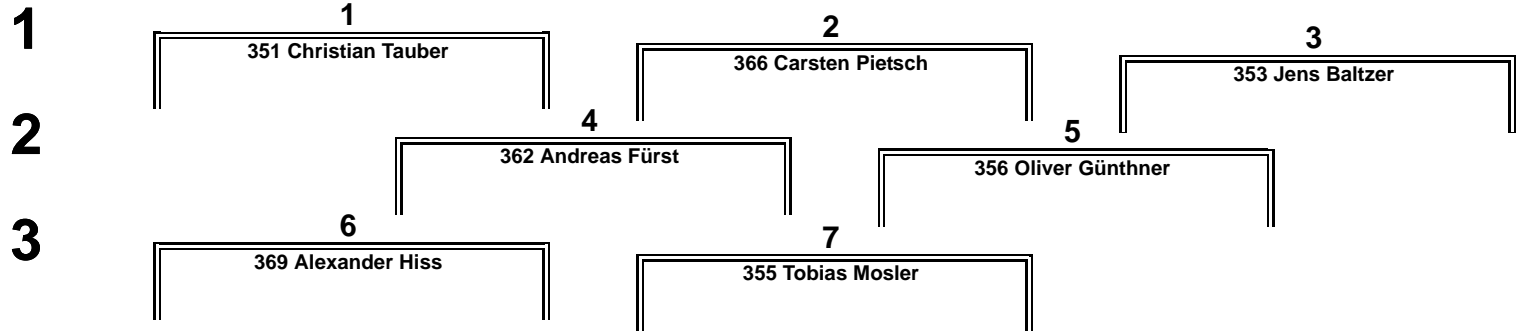 1
1
351 Christian Tauber
2
366 Carsten Pietsch
3
353 Jens Baltzer
2
4
362 Andreas Fürst
5
356 Oliver Günthner
3
6
369 Alexander Hiss
7
355 Tobias Mosler